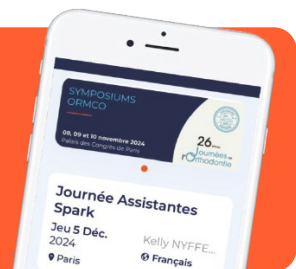 SYMPOSIUMS
ORMCO
08, 09 et 10 novembre 2024
Palais des Congrès de Paris
26èmes
Journées de
l'Orthodontie
Journée Assistantes
Spark
Jeu 5 Déc.
2024
Kelly NYFFE...
Paris
Français